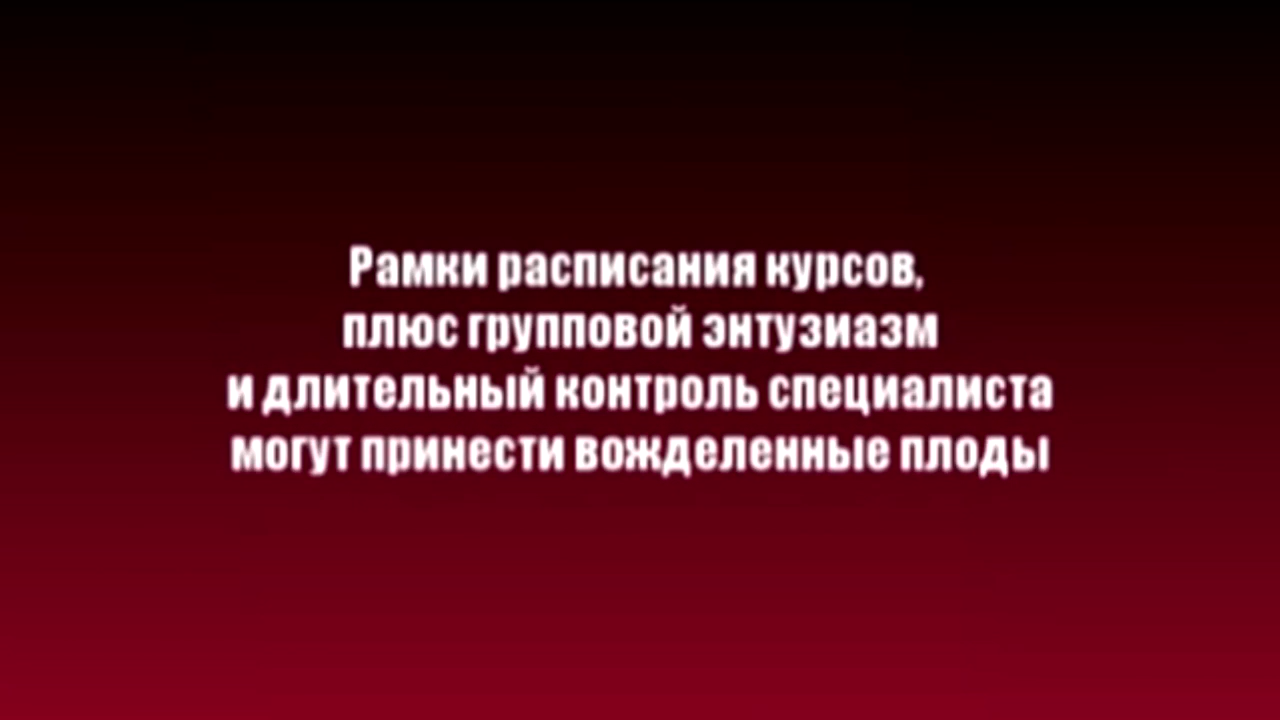 Рамки расписания курсов,
плюс групповой энтузиазм
и длительный контроль специалиста
могут принести вожделенные плоды